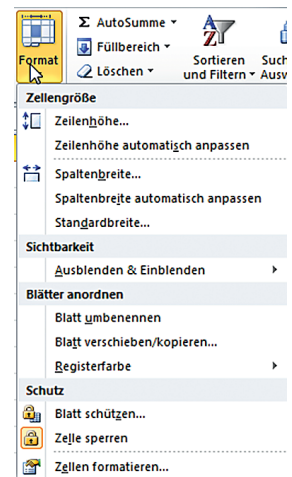 Format
Σ AutoSumme
Füllbereich
Löschen
A
Z
Sortieren
und Filtern
Such
Ausw
Zellengröße
Zeilenhöhe...
Zeilenhöhe automatisch anpassen
Spaltenbreite...
Spaltenbreite automatisch anpassen
Standardbreite...
Sichtbarkeit
Ausblenden & Einblenden
Blätter anordnen
Blatt umbenennen
Blatt verschieben/kopieren...
Registerfarbe
Schutz
Blatt schützen...
Zelle sperren
Zellen formatieren...